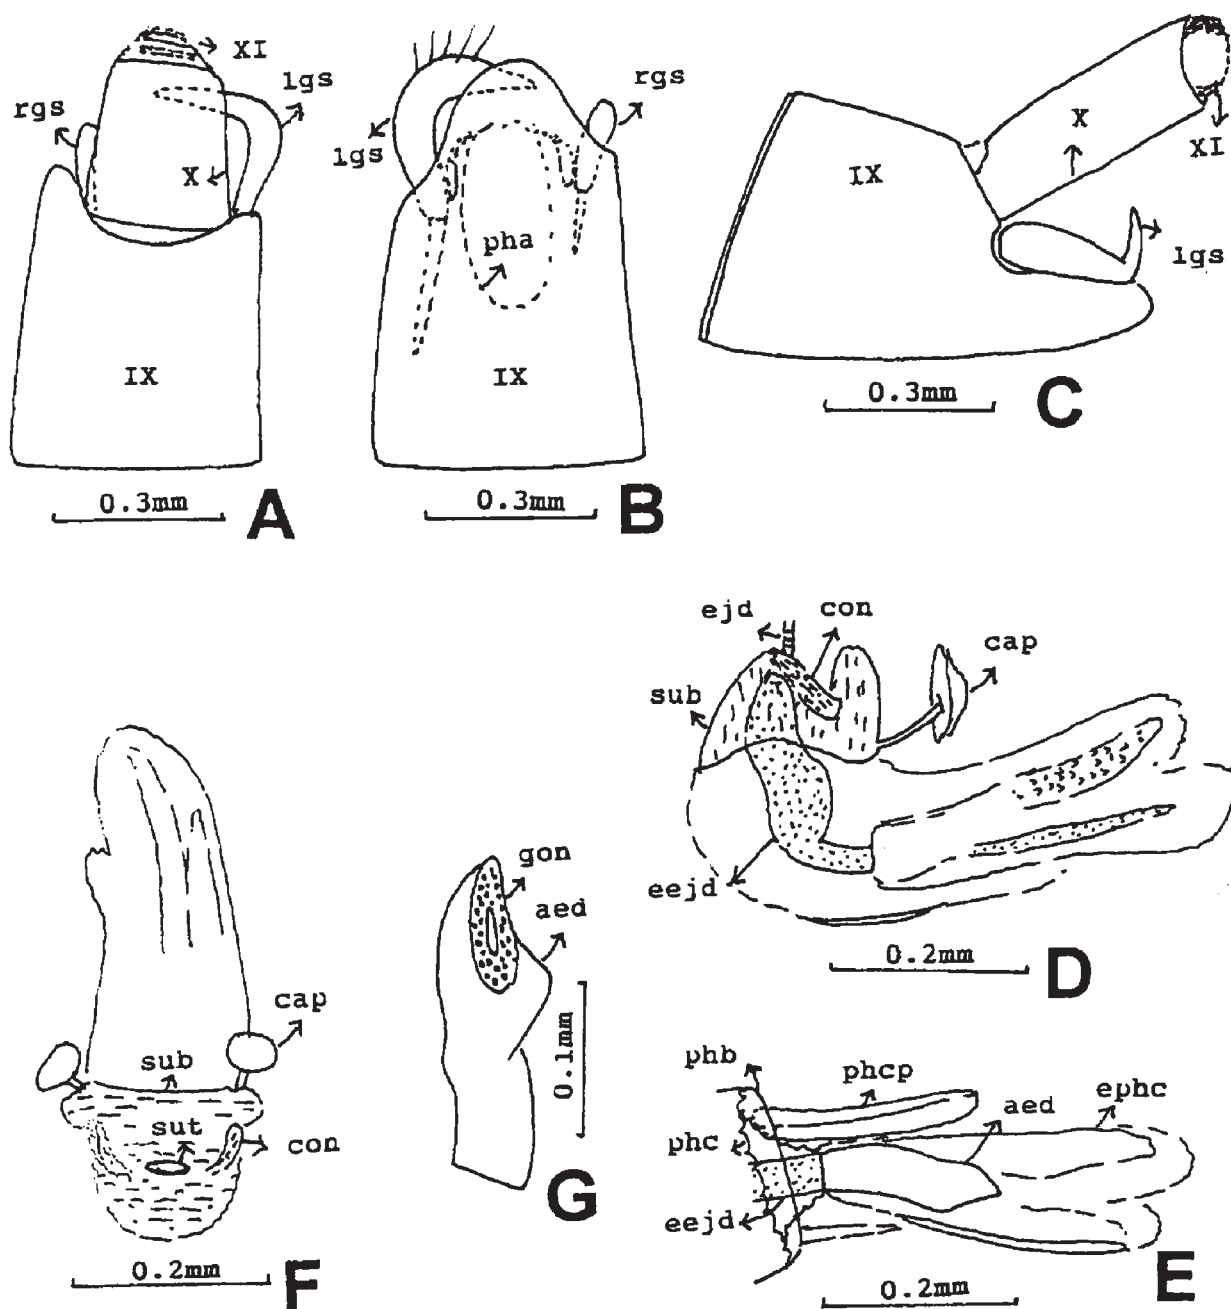 XI
lgs
rgs
X
IX
0.3mm
A
rgs
lgs
pha
IX
0.3mm
B
X
XI
IX
lgs
0.3mm
C
ejd
con
cap
sub
eejd
0.2mm
D
cap
sub
sut
con
0.2mm
F
gon
aed
0.1mm
G
phb
phcp
aed
ephc
phc
eejd
0.2mm
E